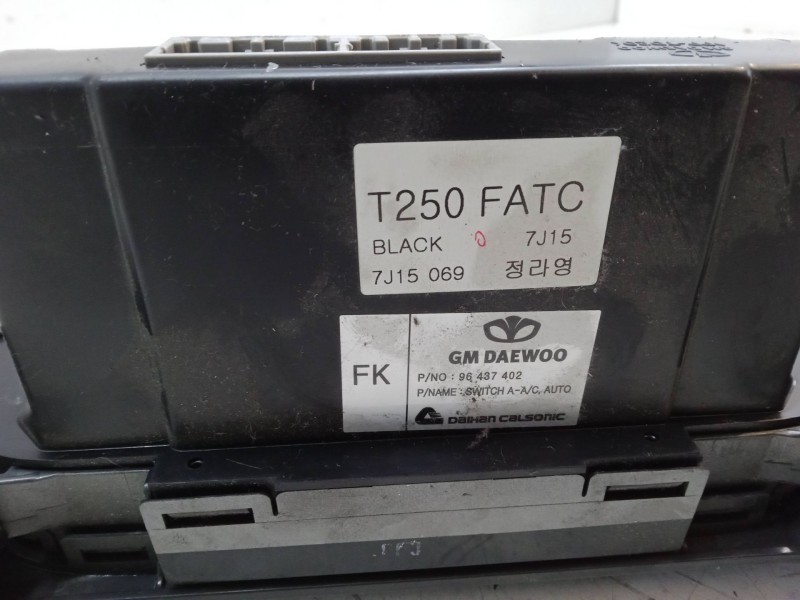 T250 FATC
BLACK 0 7J15
7J15 069 정라영
FK
GM DAEWOO
P/NO : 96 437 402
P/NAME : SWITCH A-A/C, AUTO
DAIHAN CALSONIC